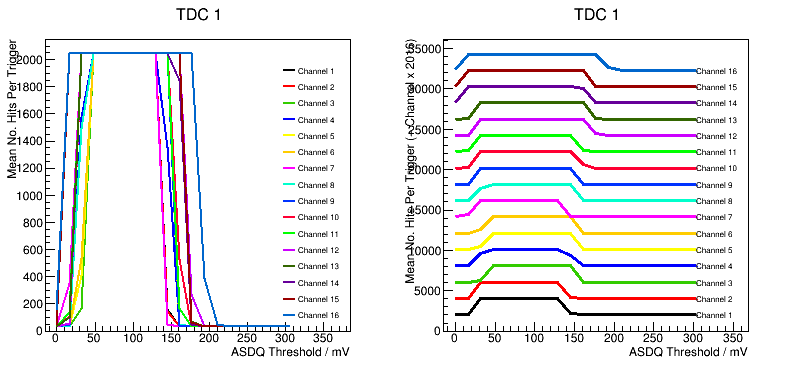 TDC 1
Mean No. Hits Per Trigger
2000
1800
1600
1400
1200
1000
800
600
400
200
0
0 50 100 150 200 250 300 350
ASDQ Threshold / mV
Channel 1
Channel 2
Channel 3
Channel 4
Channel 5
Channel 6
Channel 7
Channel 8
Channel 9
Channel 10
Channel 11
Channel 12
Channel 13
Channel 14
Channel 15
Channel 16
TDC 1
Mean No. Hits Per Trigger (+ Channel x 2016)
35000
30000
25000
20000
15000
10000
5000
0
0 50 100 150 200 250 300 350
ASDQ Threshold / mV
Channel 16
Channel 15
Channel 14
Channel 13
Channel 12
Channel 11
Channel 10
Channel 9
Channel 8
Channel 7
Channel 6
Channel 5
Channel 4
Channel 3
Channel 2
Channel 1